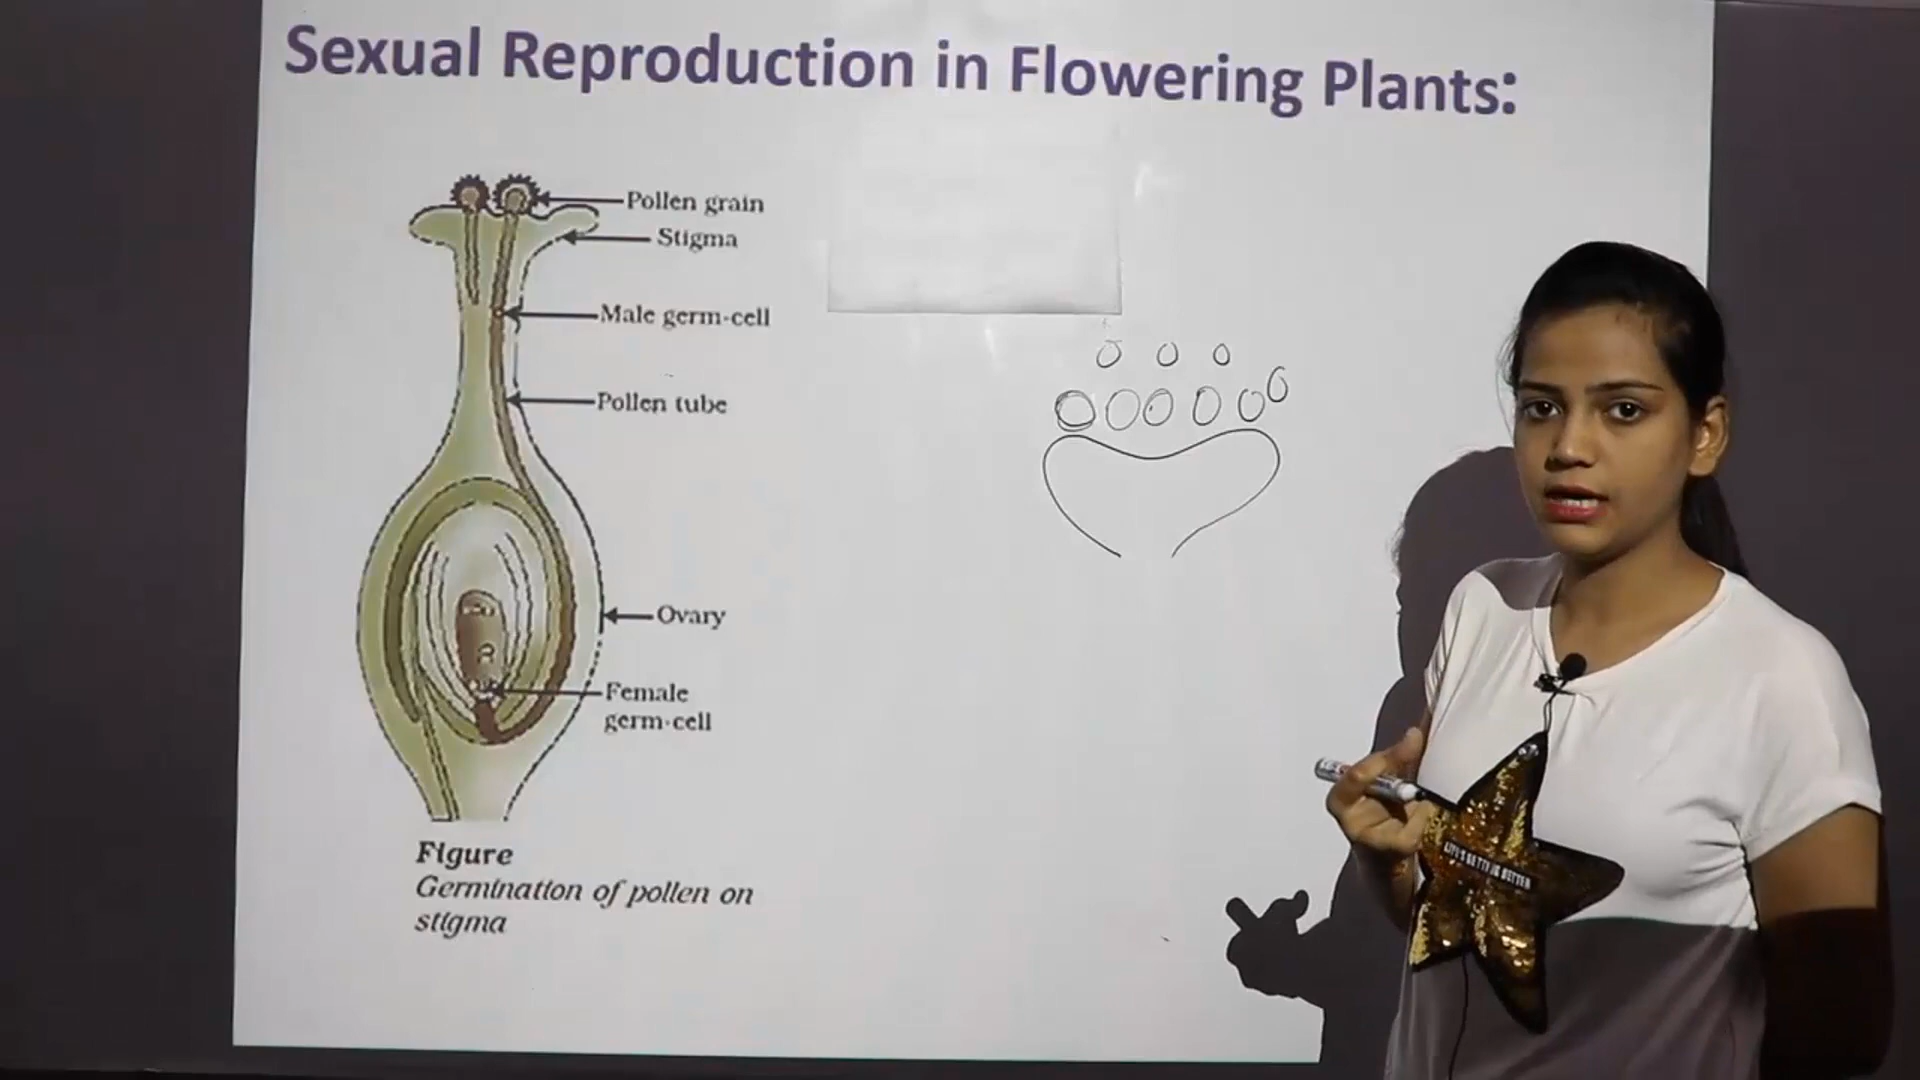 Sexual Reproduction in Flowering Plants:
Pollen grain
Stigma
Male germ-cell
Pollen tube
Ovary
Female
germ-cell
Figure
Germination of pollen on
stigma
BETTER